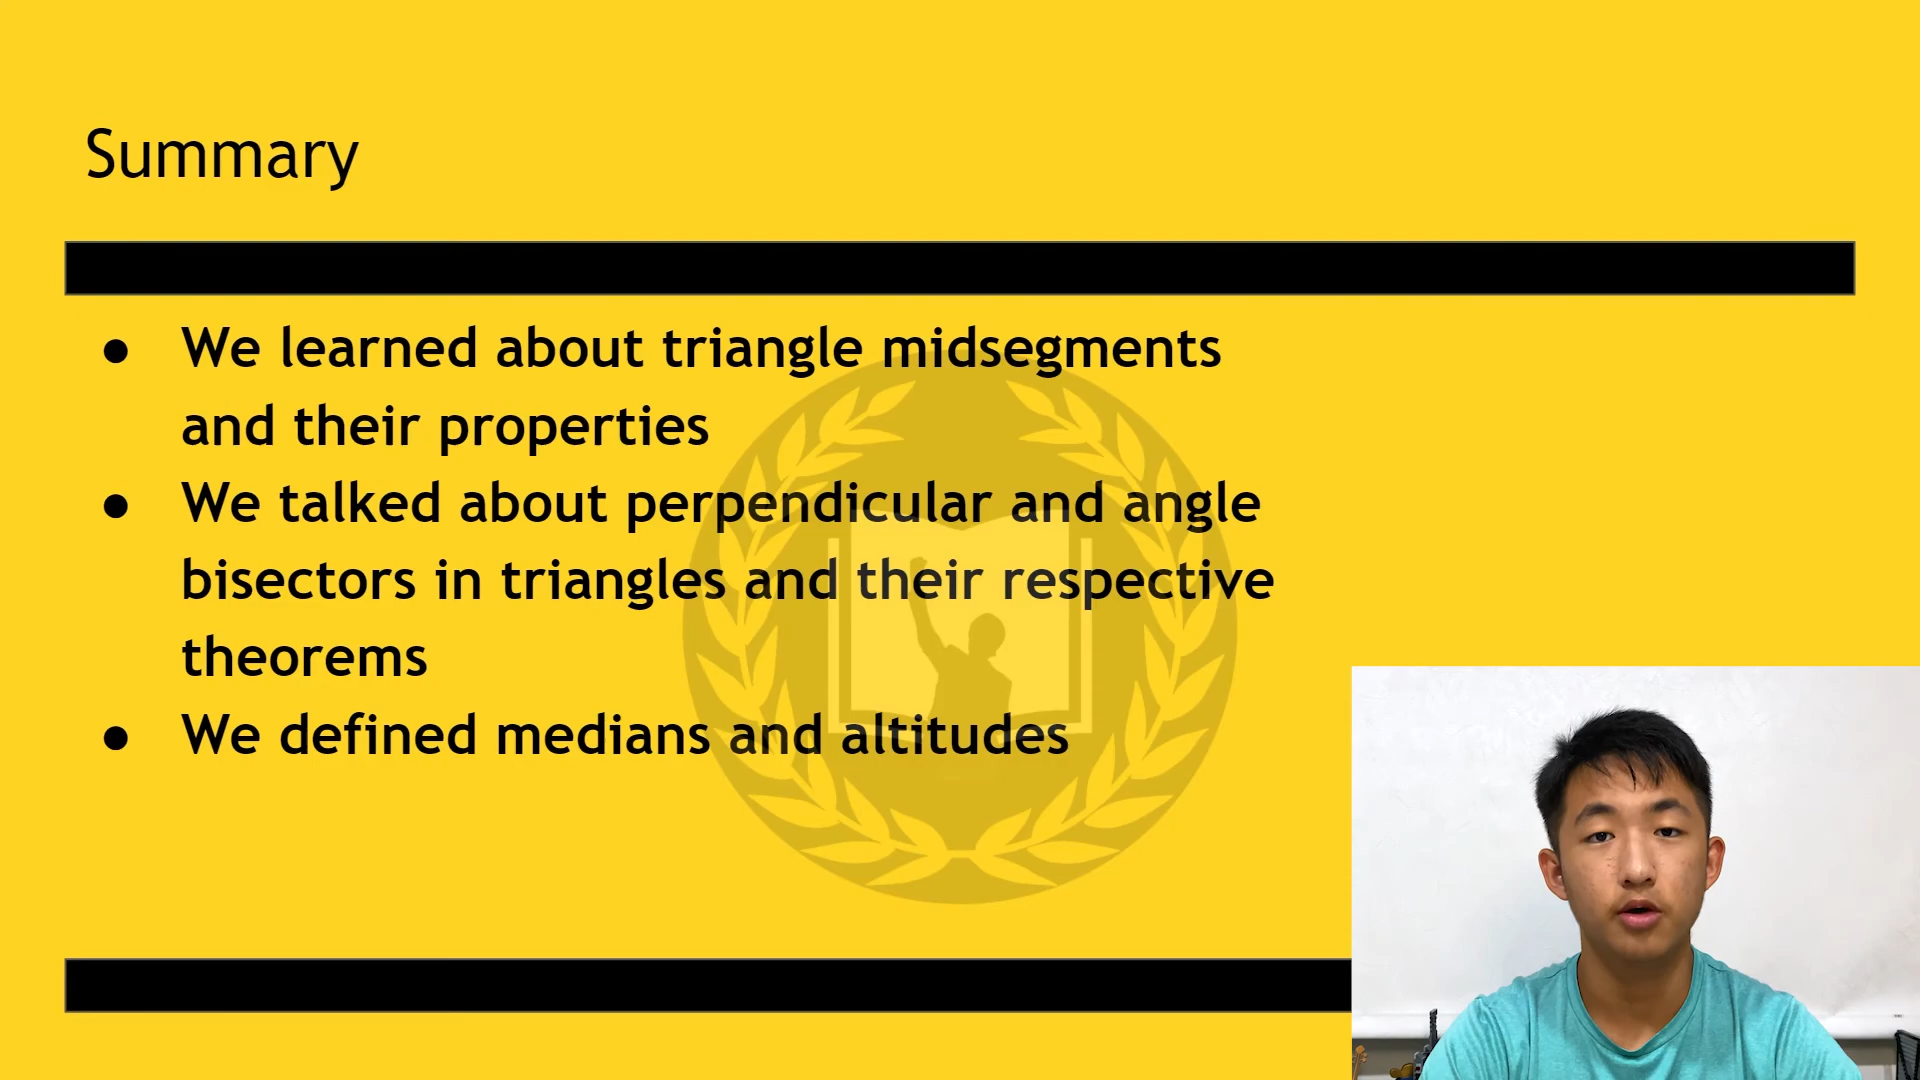 Summary
● We learned about triangle midsegments
and their properties
● We talked about perpendicular and angle
bisectors in triangles and their respective
theorems
● We defined medians and altitudes